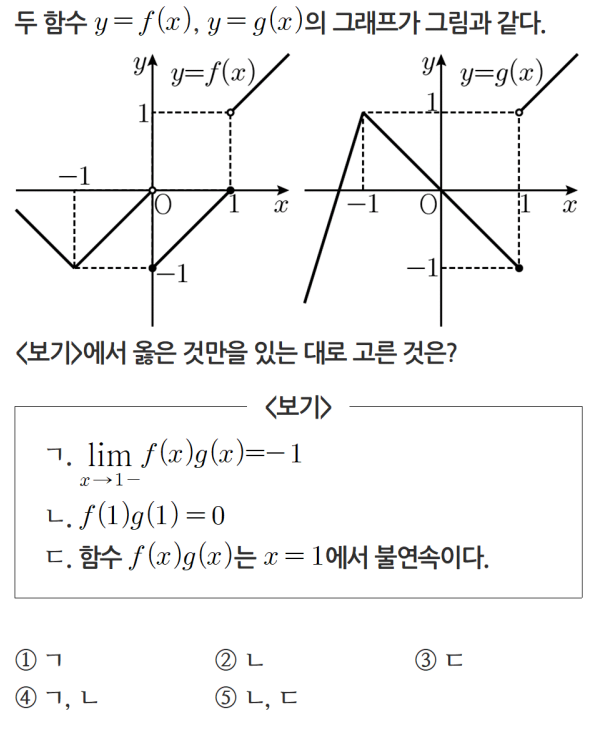 두 함수 y=f(x), y=g(x)의 그래프가 그림과 같다.
y y=f(x)
1
−1
O 1 x
−1
y y=g(x)
1
−1 O 1 x
−1
<보기>에서 옳은 것만을 있는 대로 고른 것은?
<보기>
ㄱ. lim f(x)g(x)=−1
x→1−
ㄴ. f(1)g(1)=0
ㄷ. 함수 f(x)g(x)는 x=1에서 불연속이다.
① ㄱ ② ㄴ ③ ㄷ
④ ㄱ, ㄴ ⑤ ㄴ, ㄷ